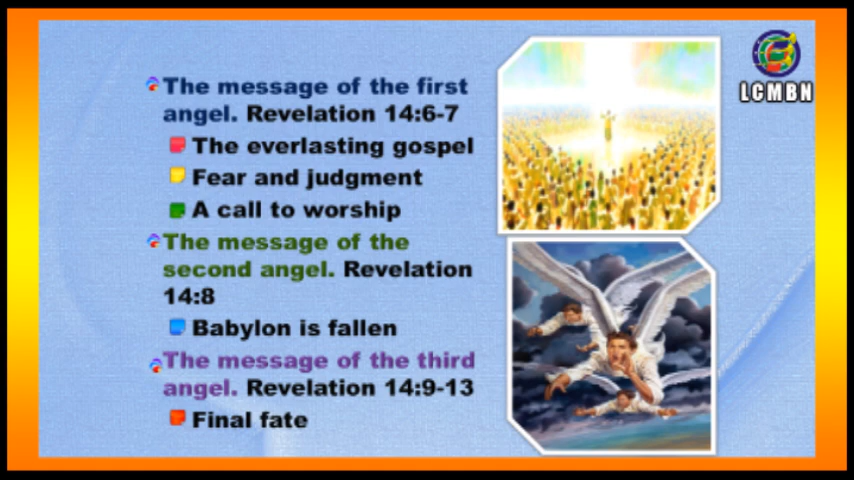 The message of the first
angel. Revelation 14:6-7
The everlasting gospel
Fear and judgment
A call to worship
The message of the
second angel. Revelation
14:8
Babylon is fallen
The message of the third
angel. Revelation 14:9-13
Final fate
LCMBN